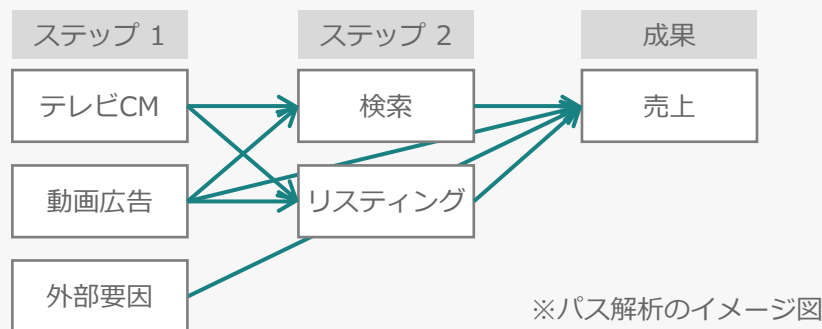 ステップ 1
ステップ 2
成果
テレビCM
検索
売上
動画広告
リスティング
外部要因
※パス解析のイメージ図